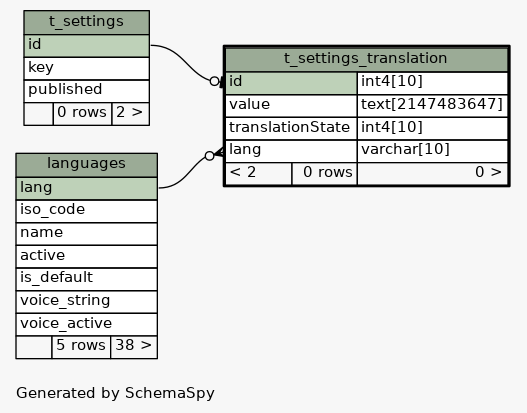 t_settings
id
key
published
0 rows 2 >
t_settings_translation
id int4[10]
value text[2147483647]
translationState int4[10]
lang varchar[10]
< 2 0 rows 0 >
languages
lang
iso_code
name
active
is_default
voice_string
voice_active
5 rows 38 >
Generated by SchemaSpy